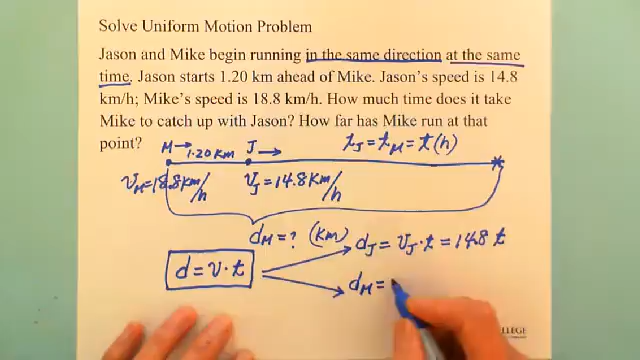 Solve Uniform Motion Problem
Jason and Mike begin running in the same direction at the same
time. Jason starts 1.20 km ahead of Mike. Jason's speed is 14.8
km/h; Mike's speed is 18.8 km/h. How much time does it take
Mike to catch up with Jason? How far has Mike run at that
point?
t_J = t_M = t (h)
M → 1.20 KM J →
V_M = 18.8 km/h V_J = 14.8 km/h
d_M = ? (km)
d_J = V_J · t = 14.8 t
d = v · t
d_M =